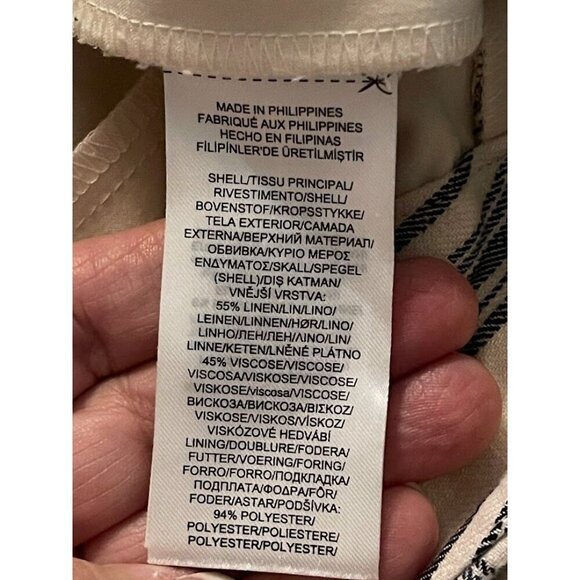 MADE IN PHILIPPINES
FABRIQUÉ AUX PHILIPPINES
HECHO EN FILIPINAS
FİLİPİNLER'DE ÜRETİLMİŞTİR
SHELL/TISSU PRINCIPAL/
RIVESTIMENTO/SHELL/
BOVENSTOF/KROPSSTYKKE/
TELA EXTERIOR/CAMADA
EXTERNA/ВЕРХНИЙ МАТЕРИАЛ/
ОБВИВКА/ΚΥΡΙΟ ΜΕΡΟΣ
ΕΝΔΥΜΑΤΟΣ/SKALL/SPEGEL
(SHELL)/DIŞ KATMAN/
VNĚJŠÍ VRSTVA:
55% LINEN/LIN/LINO/
LEINEN/LINNEN/HØR/LINO/
LINHO/ЛЕН/ЛЕН/ΛΙΝΟ/LIN/
LINNE/KETEN/LNĚNÉ PLÁTNO
45% VISCOSE/VISCOSE/
VISCOSA/VISKOSE/VISCOSE/
VISKOSE/viscosa/VISCOSE/
ВИСКОЗА/ВИСКОЗА/ΒΙΣΚΟΖ/
VISKOSE/VISKOS/VISKOZ/
VISKÓZOVÉ HEDVÁBÍ
LINING/DOUBLURE/FODERA/
FUTTER/VOERING/FORING/
FORRO/FORRO/ПОДКЛАДКА/
ПОДПЛАТА/ΦΟΔΡΑ/FÔR/
FODER/ASTAR/PODŠÍVKA:
94% POLYESTER/
POLYESTER/POLIESTERE/
POLYESTER/POLYESTER/